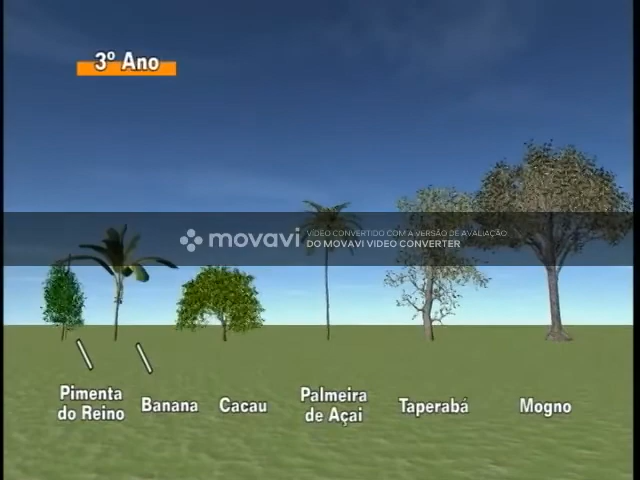 3º Ano
movavi
VÍDEO CONVERTIDO COM A VERSÃO DE AVALIAÇÃO
DO MOVAVI VIDEO CONVERTER
Pimenta
do Reino
Banana
Cacau
Palmeira
de Açai
Taperabá
Mogno